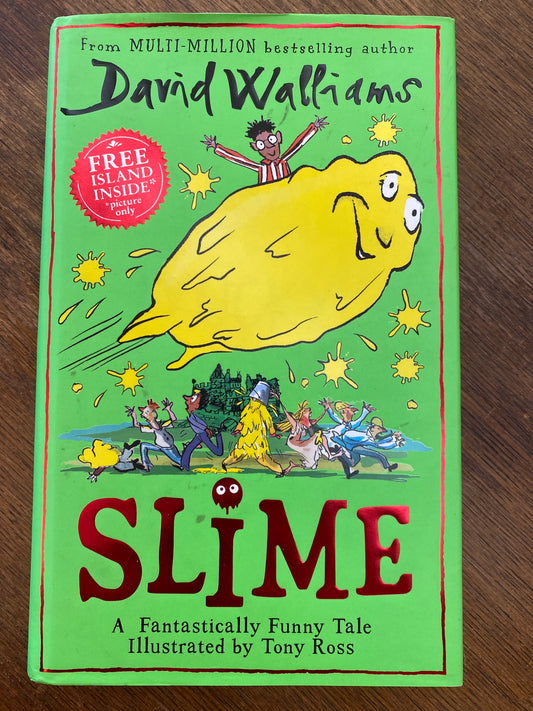 From MULTI-MILLION bestselling author
David Walliams
FREE
ISLAND
INSIDE*
*picture
only
SLiME
A Fantastically Funny Tale
Illustrated by Tony Ross